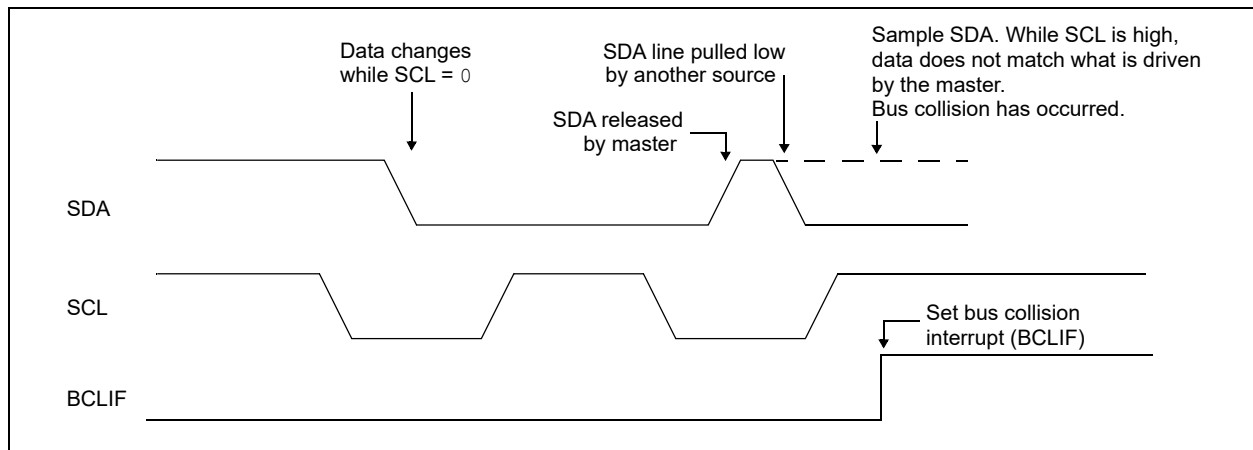 Data changes
while SCL = 0
SDA line pulled low
by another source
Sample SDA. While SCL is high,
data does not match what is driven
by the master.
Bus collision has occurred.
SDA released
by master
SDA
SCL
Set bus collision
interrupt (BCLIF)
BCLIF